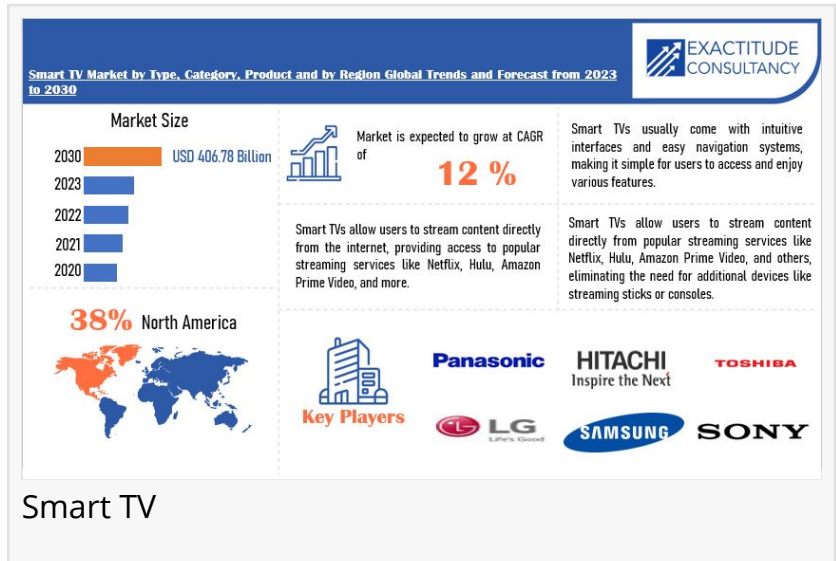 EXACTITUDE
CONSULTANCY
Smart TV Market by Type, Category, Product and by Region Global Trends and Forecast from 2023
to 2030
Market Size
2030 USD 406.78 Billion
2023
2022
2021
2020
Market is expected to grow at CAGR
of
12 %
Smart TVs usually come with intuitive
interfaces and easy navigation systems,
making it simple for users to access and enjoy
various features.
Smart TVs allow users to stream content directly
from the internet, providing access to popular
streaming services like Netflix, Hulu, Amazon
Prime Video, and more.
Smart TVs allow users to stream content
directly from popular streaming services like
Netflix, Hulu, Amazon Prime Video, and others,
eliminating the need for additional devices like
streaming sticks or consoles.
38% North America
Key Players
Panasonic
HITACHI
Inspire the Next
TOSHIBA
LG
Life's Good
SAMSUNG
SONY
Smart TV